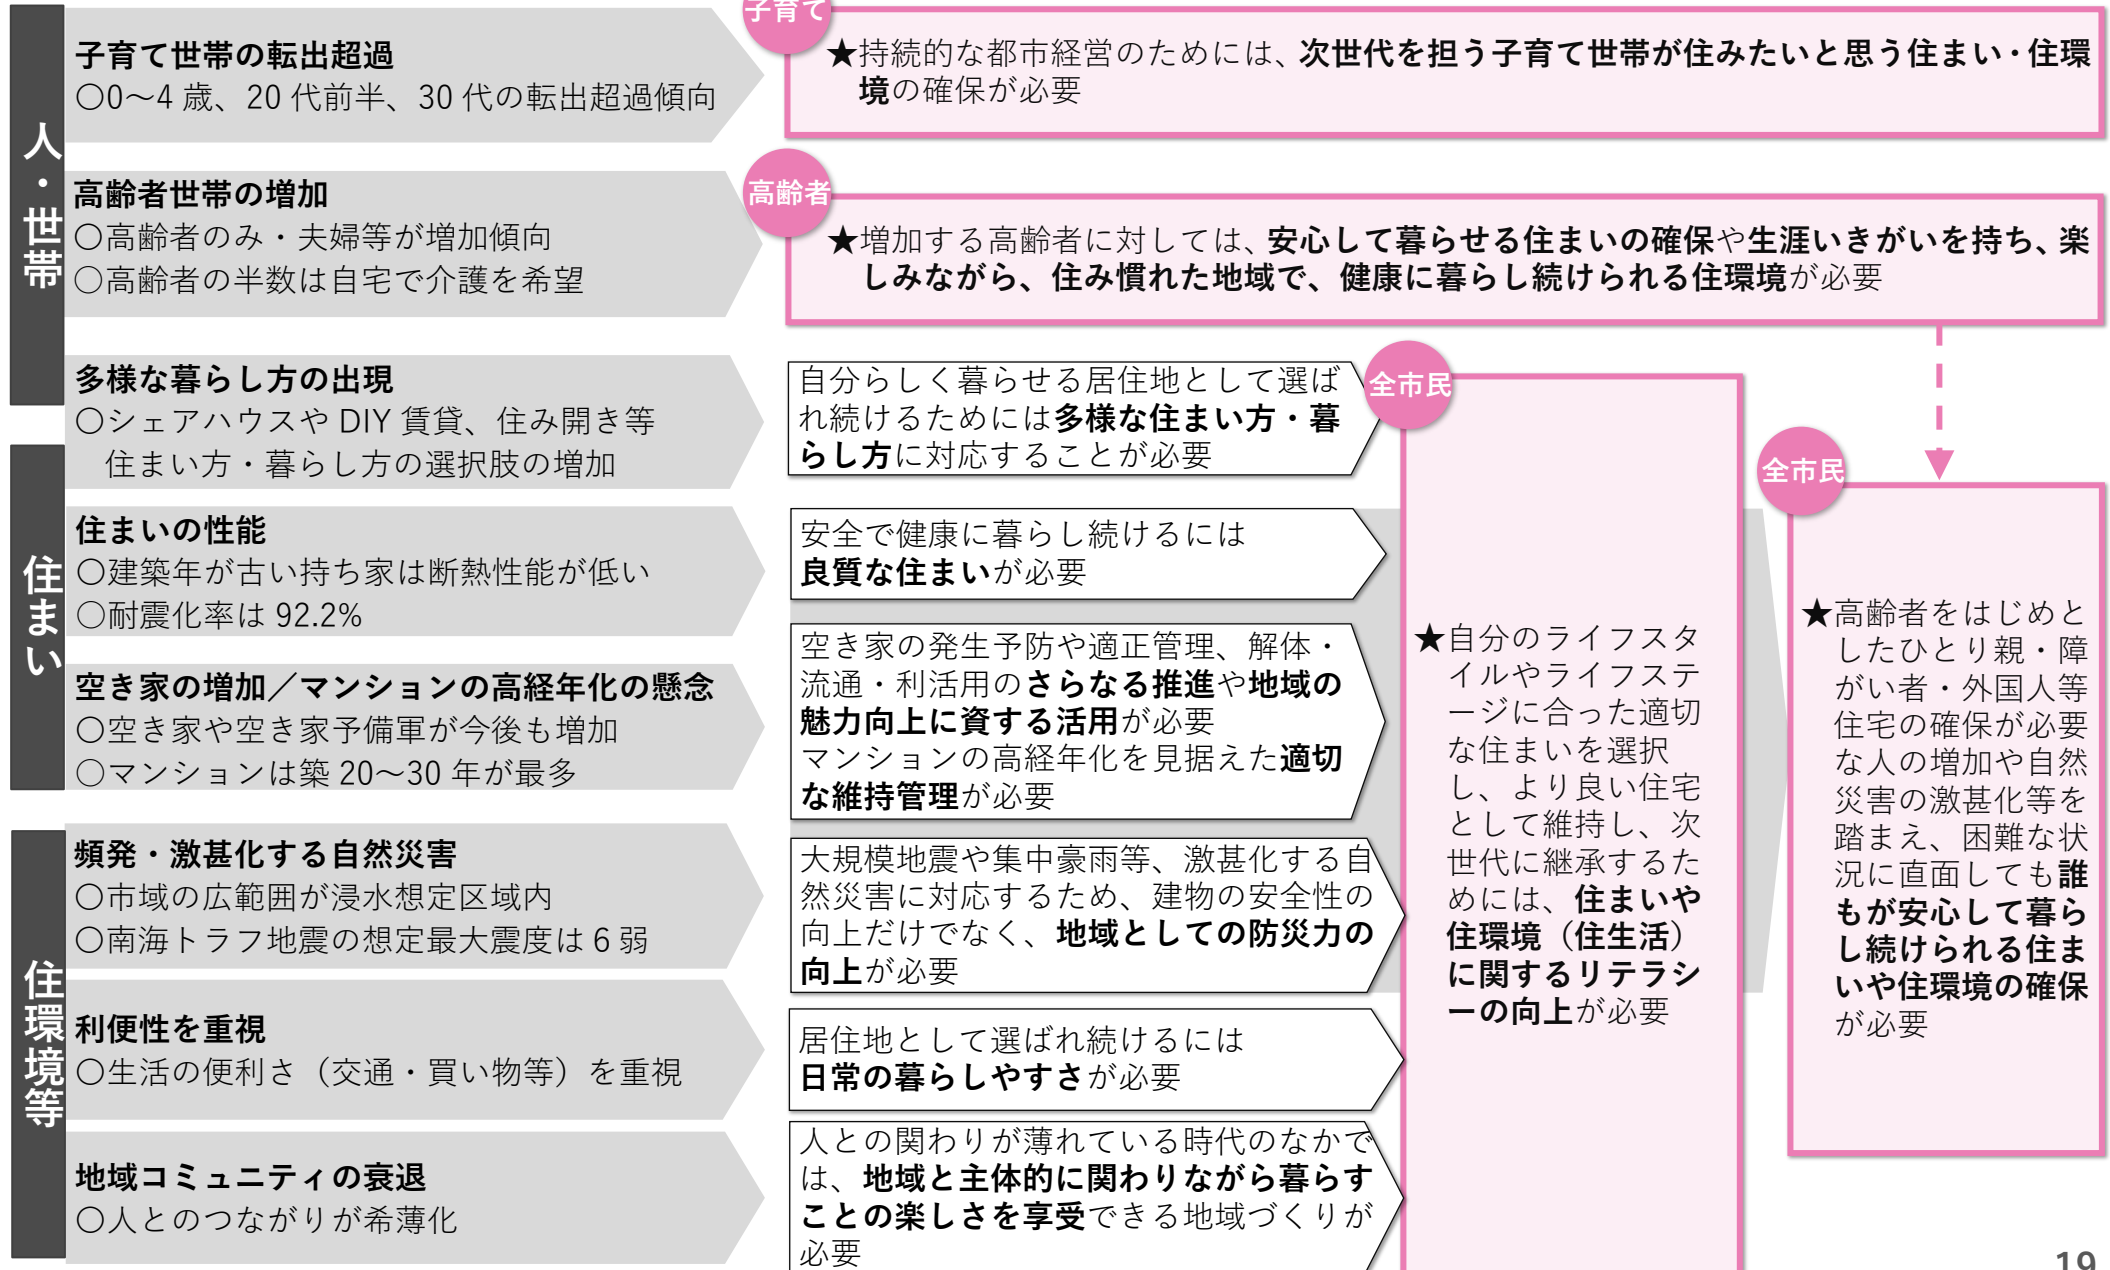 人・世帯
子育て世帯の転出超過
○0～4 歳、20 代前半、30 代の転出超過傾向
子育て
★持続的な都市経営のためには、次世代を担う子育て世帯が住みたいと思う住まい・住環
境の確保が必要
高齢者世帯の増加
○高齢者のみ・夫婦等が増加傾向
○高齢者の半数は自宅で介護を希望
高齢者
★増加する高齢者に対しては、安心して暮らせる住まいの確保や生涯いきがいを持ち、楽
しみながら、住み慣れた地域で、健康に暮らし続けられる住環境が必要
多様な暮らし方の出現
○シェアハウスや DIY 賃貸、住み開き等
住まい方・暮らし方の選択肢の増加
自分らしく暮らせる居住地として選ば
れ続けるためには多様な住まい方・暮
らし方に対応することが必要
住まい
住まいの性能
○建築年が古い持ち家は断熱性能が低い
○耐震化率は 92.2%
安全で健康に暮らし続けるには
良質な住まいが必要
空き家の増加／マンションの高経年化の懸念
○空き家や空き家予備軍が今後も増加
○マンションは築 20～30 年が最多
空き家の発生予防や適正管理、解体・
流通・利活用のさらなる推進や地域の
魅力向上に資する活用が必要
マンションの高経年化を見据えた適切
な維持管理が必要
住環境等
頻発・激甚化する自然災害
○市域の広範囲が浸水想定区域内
○南海トラフ地震の想定最大震度は 6 弱
大規模地震や集中豪雨等、激甚化する自
然災害に対応するため、建物の安全性の
向上だけでなく、地域としての防災力の
向上が必要
利便性を重視
○生活の便利さ（交通・買い物等）を重視
居住地として選ばれ続けるには
日常の暮らしやすさが必要
地域コミュニティの衰退
○人とのつながりが希薄化
人との関わりが薄れている時代のなかで
は、地域と主体的に関わりながら暮らす
ことの楽しさを享受できる地域づくりが
必要
全市民
★自分のライフスタ
イルやライフステ
ージに合った適切
な住まいを選択
し、より良い住宅
として維持し、次
世代に継承するた
めには、住まいや
住環境（住生活）
に関するリテラシ
ーの向上が必要
全市民
★高齢者をはじめと
したひとり親・障
がい者・外国人等
住宅の確保が必要
な人の増加や自然
災害の激甚化等を
踏まえ、困難な状
況に直面しても誰
もが安心して暮ら
し続けられる住ま
いや住環境の確保
が必要
19